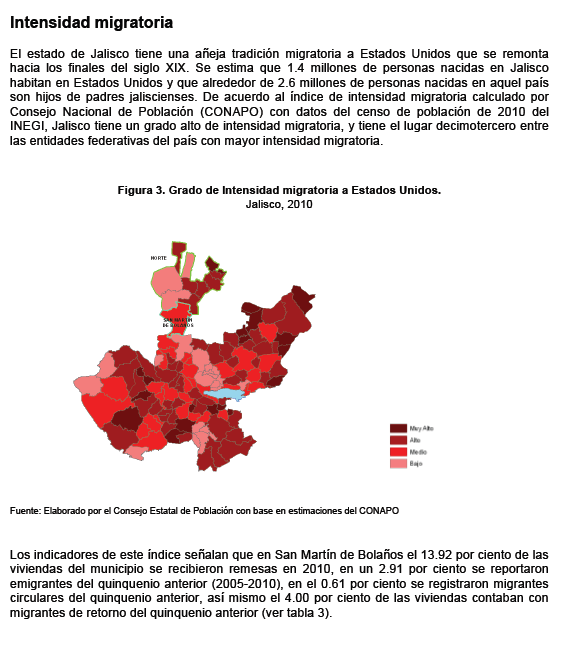 Intensidad migratoria
El estado de Jalisco tiene una añeja tradición migratoria a Estados Unidos que se remonta
hacia los finales del siglo XIX. Se estima que 1.4 millones de personas nacidas en Jalisco
habitan en Estados Unidos y que alrededor de 2.6 millones de personas nacidas en aquel país
son hijos de padres jaliscienses. De acuerdo al índice de intensidad migratoria calculado por
Consejo Nacional de Población (CONAPO) con datos del censo de población de 2010 del
INEGI, Jalisco tiene un grado alto de intensidad migratoria, y tiene el lugar decimotercero entre
las entidades federativas del país con mayor intensidad migratoria.
Figura 3. Grado de Intensidad migratoria a Estados Unidos.
Jalisco, 2010
NORTE
SAN MARTÍN
DE BOLAÑOS
Muy Alto
Alto
Medio
Bajo
Fuente: Elaborado por el Consejo Estatal de Población con base en estimaciones del CONAPO
Los indicadores de este índice señalan que en San Martín de Bolaños el 13.92 por ciento de las
viviendas del municipio se recibieron remesas en 2010, en un 2.91 por ciento se reportaron
emigrantes del quinquenio anterior (2005-2010), en el 0.61 por ciento se registraron migrantes
circulares del quinquenio anterior, así mismo el 4.00 por ciento de las viviendas contaban con
migrantes de retorno del quinquenio anterior (ver tabla 3).